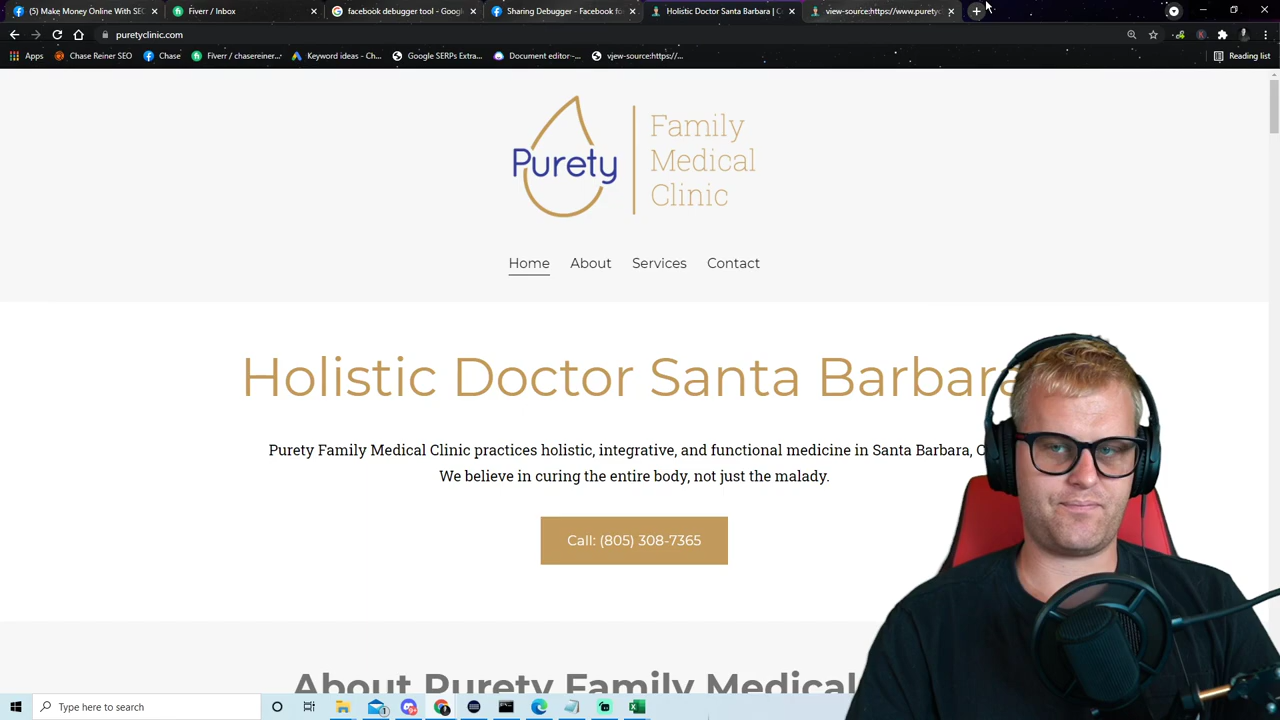 (5) Make Money Online With SEO
Fiverr / Inbox
facebook debugger tool - Googl
Sharing Debugger - Facebook fo
Holistic Doctor Santa Barbara | C
view-source:https://www.puretycl
puretyclinic.com
Apps
Chase Reiner SEO
Chase
Fiverr / chasereiner...
Keyword ideas - Ch...
Google SERPs Extra...
Document editor -...
view-source:https://...
Reading list
Purety
Family
Medical
Clinic
Home
About
Services
Contact
Holistic Doctor Santa Barbara
Purety Family Medical Clinic practices holistic, integrative, and functional medicine in Santa Barbara, C
We believe in curing the entire body, not just the malady.
Call: (805) 308-7365
About Purety Family Medical
Type here to search